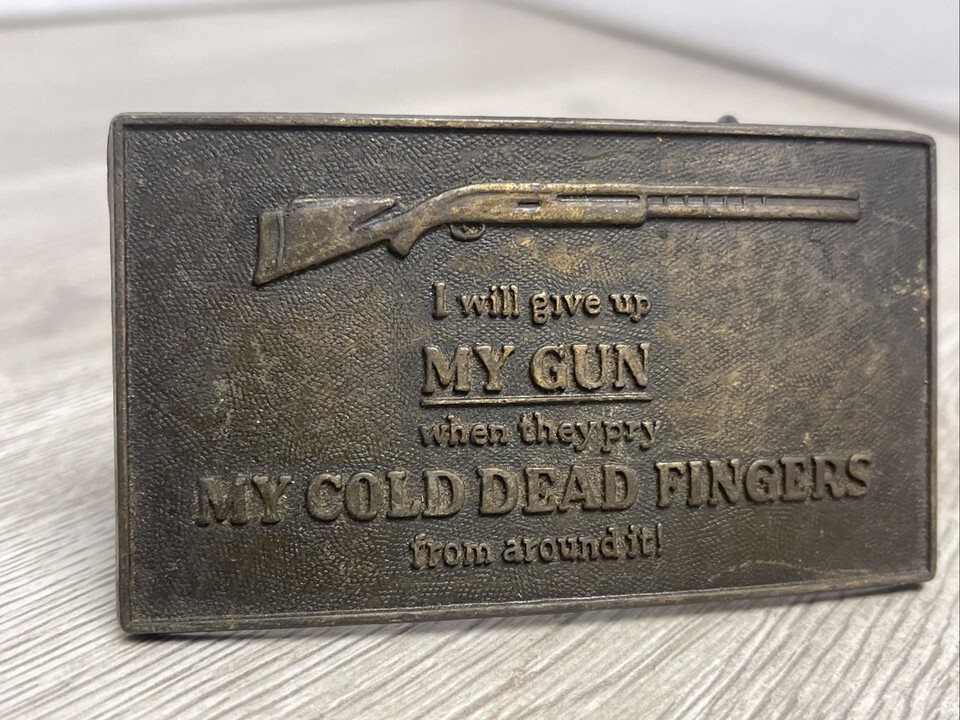 I will give up
MY GUN
when they pry
MY COLD DEAD FINGERS
from around it!